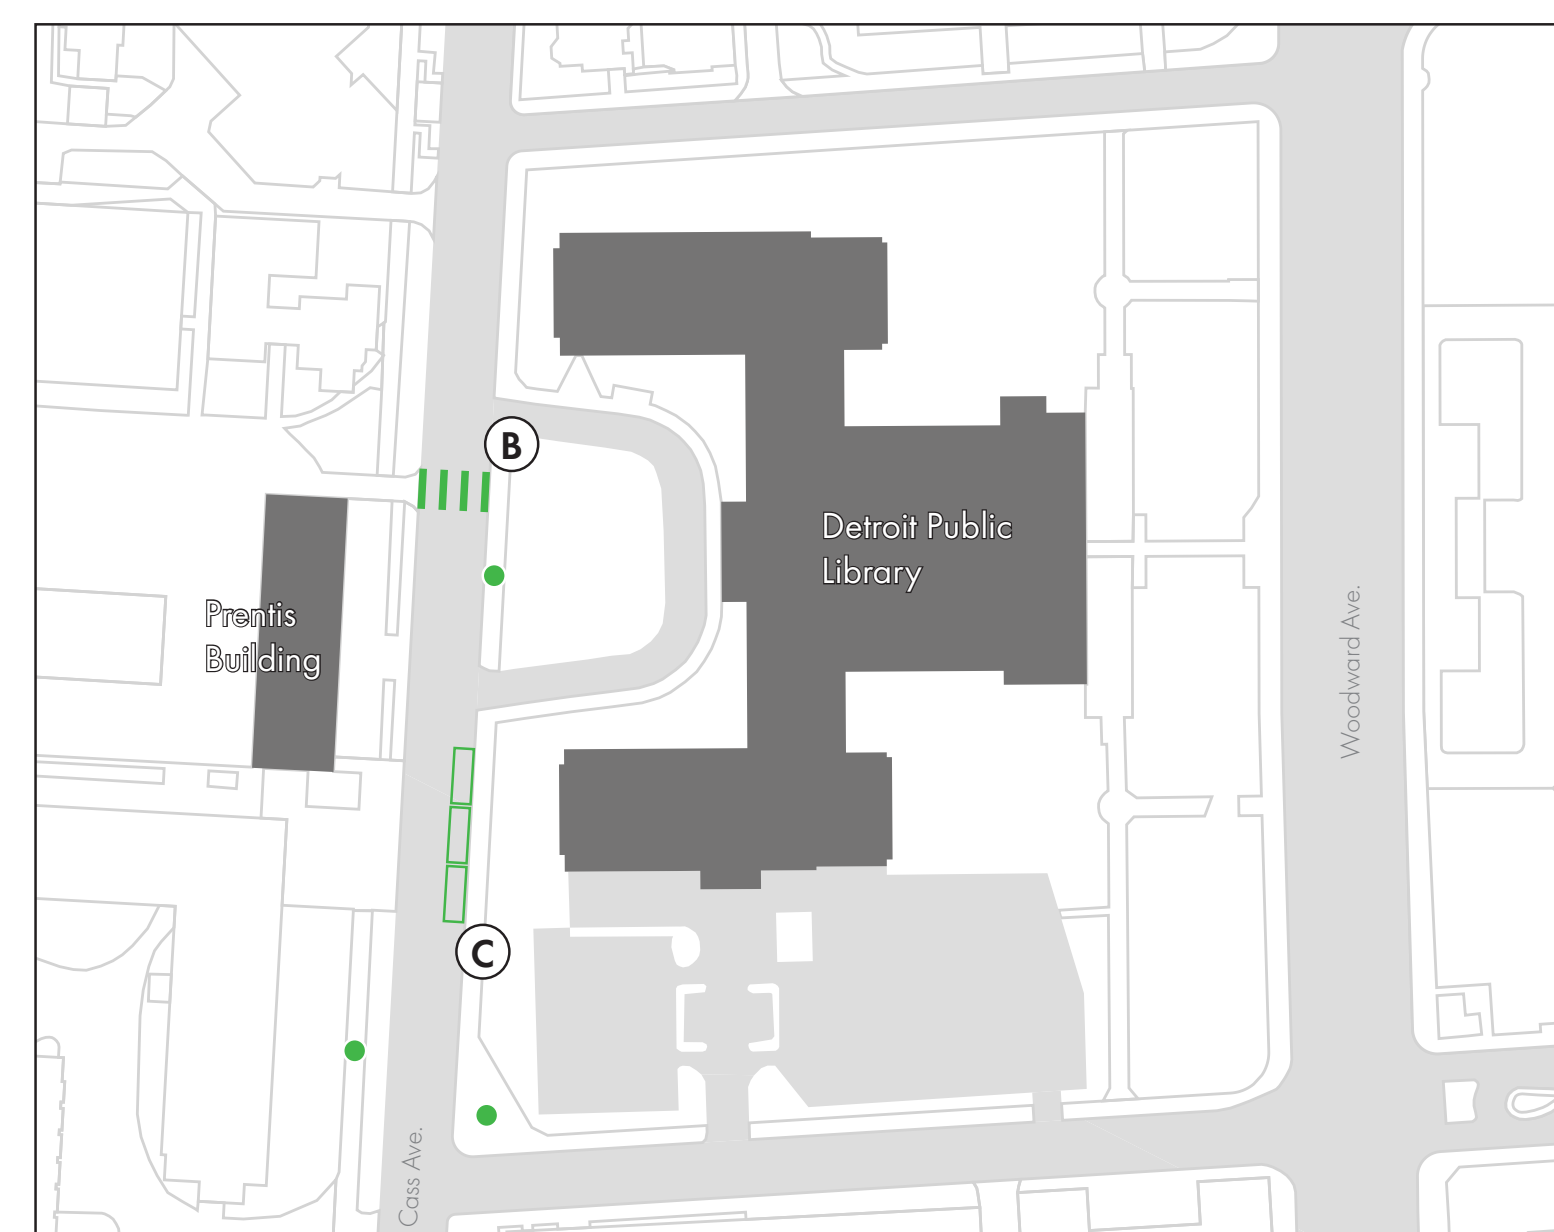 B
Detroit Public
Library
Prentis
Building
Woodward Ave.
C
Cass Ave.